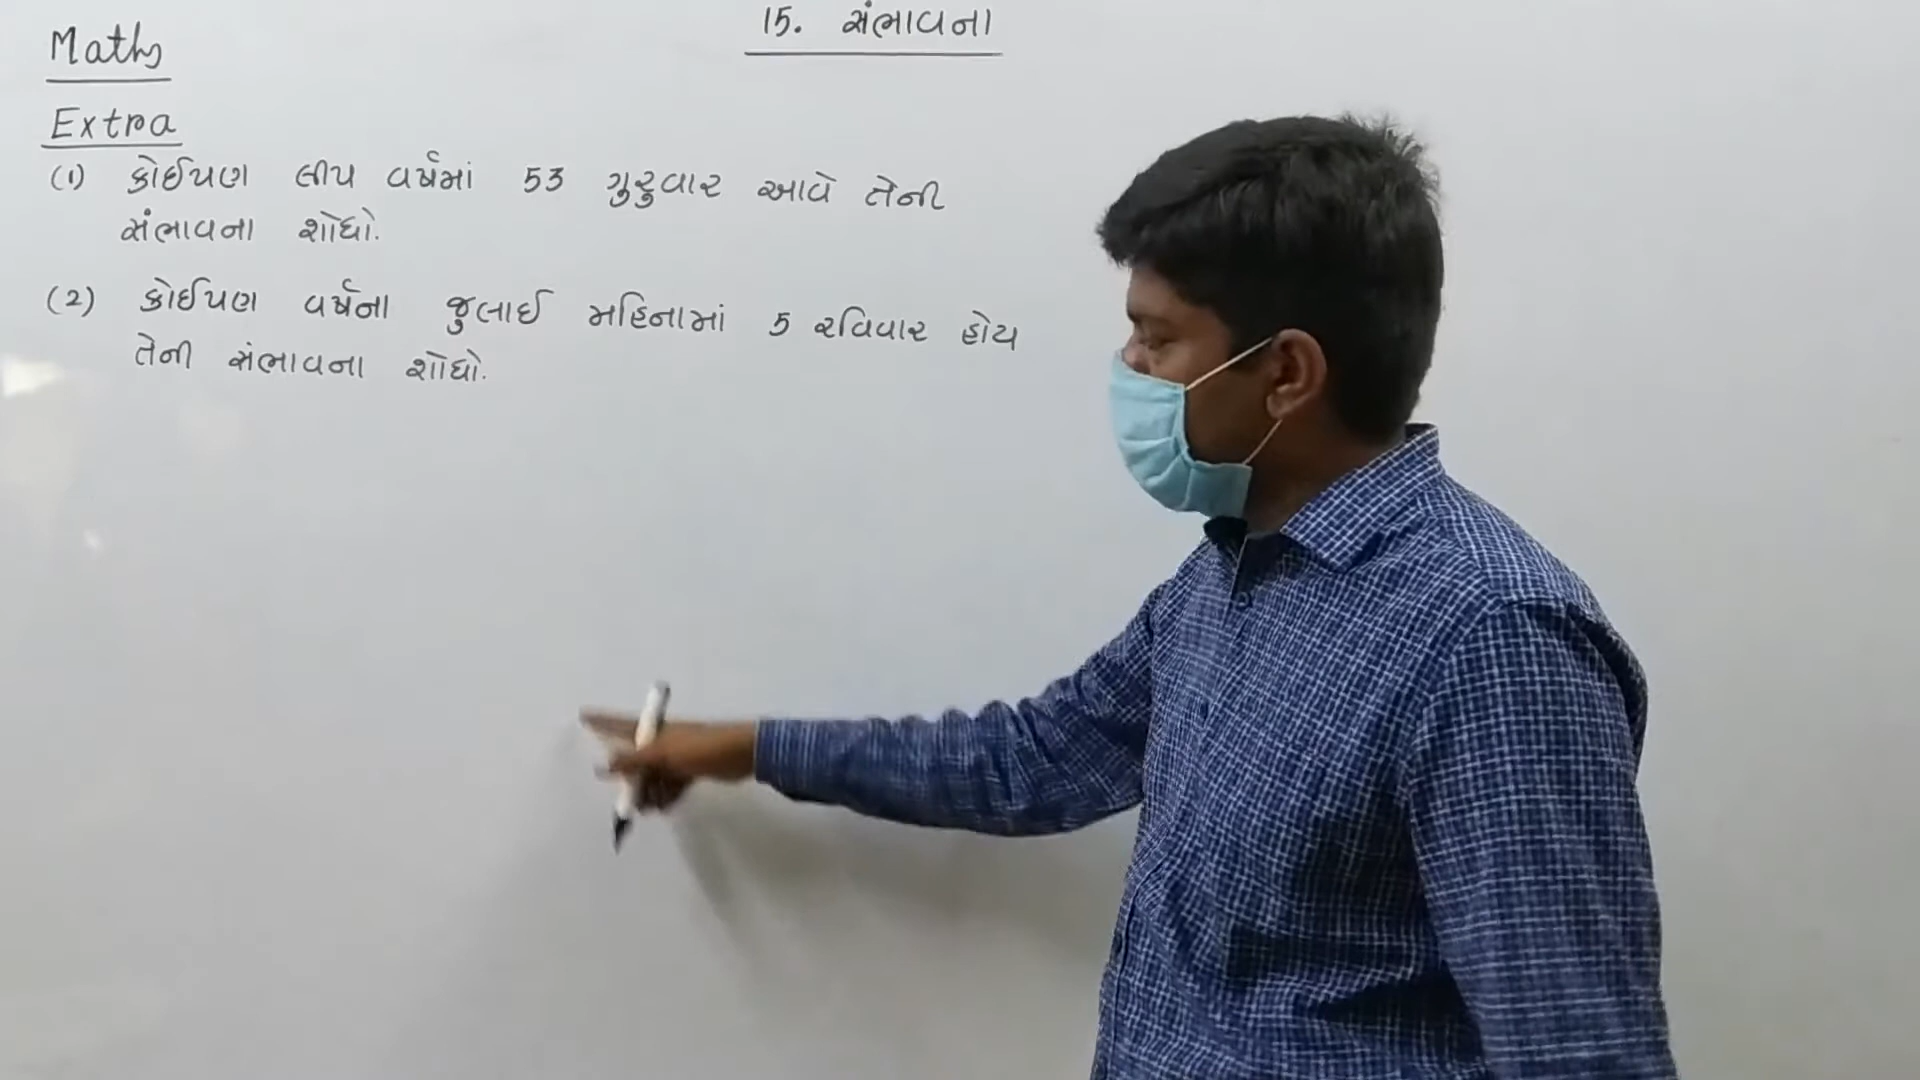 15. સંભાવના
Maths
Extra
(1) કોઈપણ લીપ વર્ષમાં 53 ગુરુવાર આવે તેની
સંભાવના શોધો.
(2) કોઈપણ વર્ષના જુલાઈ મહિનામાં 5 રવિવાર હોય
તેની સંભાવના શોધો.